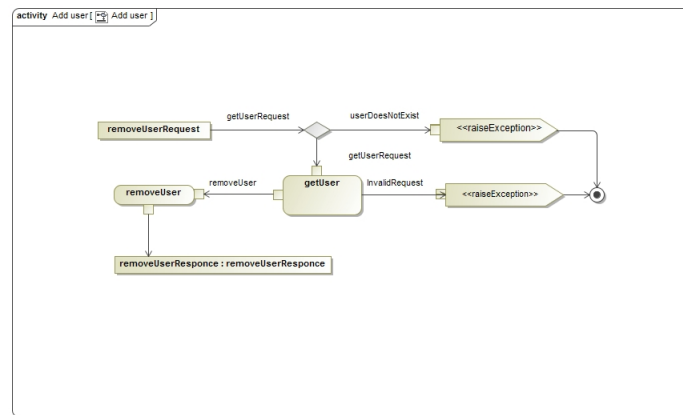 activity Add user [ Add user ]
getUserRequest
userDoesNotExist
removeUserRequest
<<raiseException>>
getUserRequest
removeUser
getUser
InvalidRequest
removeUser
<<raiseException>>
removeUserResponce : removeUserResponce